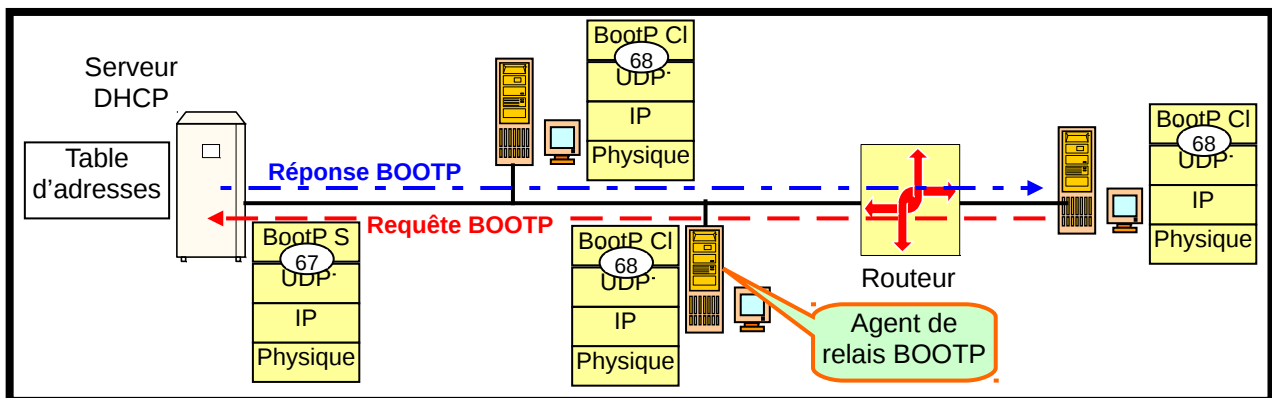 Serveur
DHCP
Table
d'adresses
BootP Cl
68
UDP
IP
Physique
Réponse BOOTP
Requête BOOTP
BootP S
67
UDP
IP
Physique
BootP Cl
68
UDP
IP
Physique
Routeur
Agent de
relais BOOTP
BootP Cl
68
UDP
IP
Physique